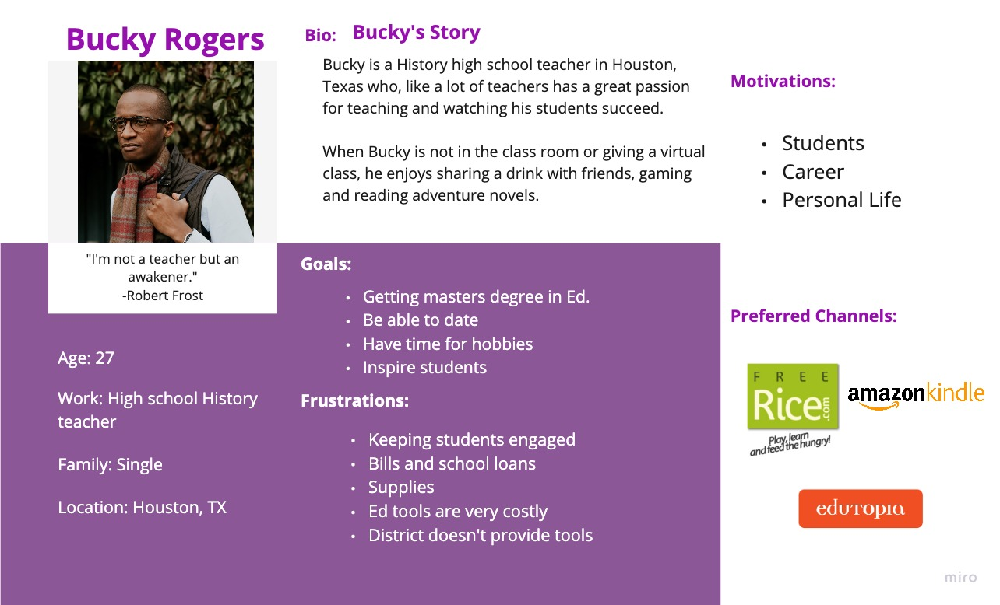 Bucky Rogers
"I'm not a teacher but an
awakener."
-Robert Frost
Age: 27
Work: High school History
teacher
Family: Single
Location: Houston, TX
Bio: Bucky's Story
Bucky is a History high school teacher in Houston,
Texas who, like a lot of teachers has a great passion
for teaching and watching his students succeed.
When Bucky is not in the class room or giving a virtual
class, he enjoys sharing a drink with friends, gaming
and reading adventure novels.
Goals:
• Getting masters degree in Ed.
• Be able to date
• Have time for hobbies
• Inspire students
Frustrations:
• Keeping students engaged
• Bills and school loans
• Supplies
• Ed tools are very costly
• District doesn't provide tools
Motivations:
• Students
• Career
• Personal Life
Preferred Channels:
FREE
Rice.com
Play, learn
and feed the hungry!
amazonkindle
edutopia
miro